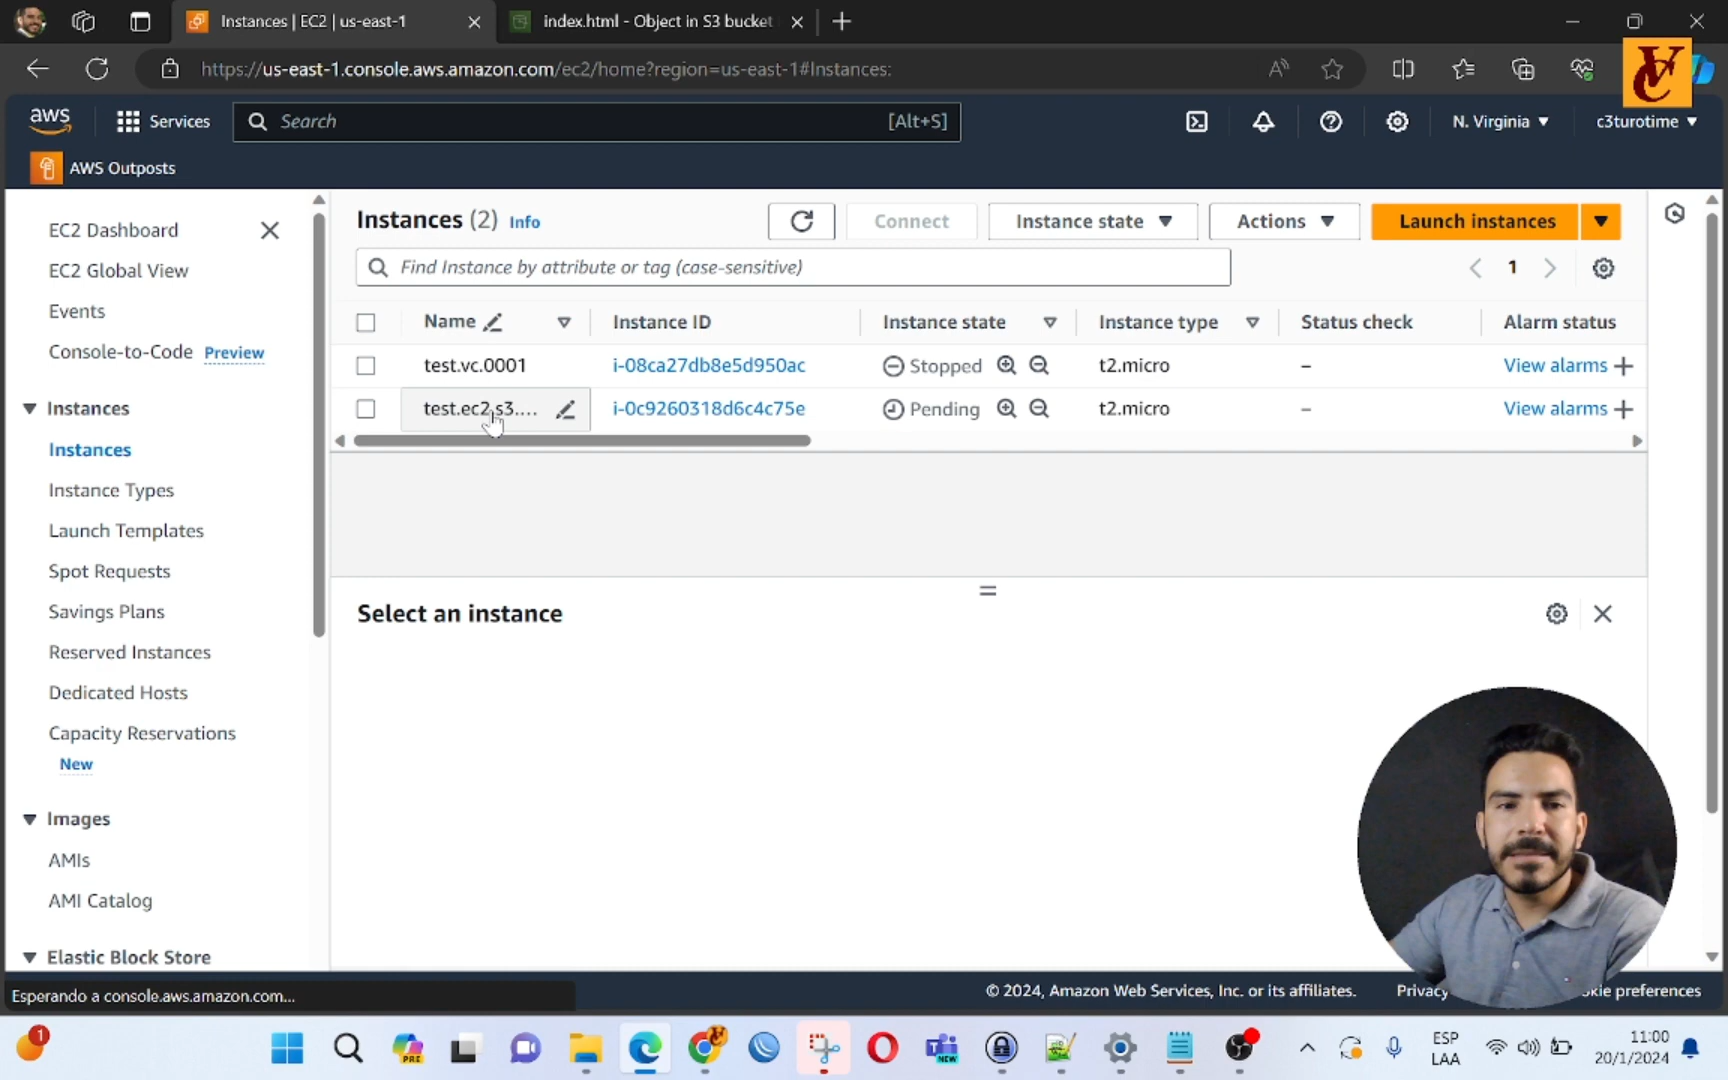 Instances | EC2 | us-east-1
index.html - Object in S3 bucket
https://us-east-1.console.aws.amazon.com/ec2/home?region=us-east-1#Instances:
VC
aws
Services
Search
[Alt+S]
N. Virginia
c3turotime
AWS Outposts
EC2 Dashboard
EC2 Global View
Events
Console-to-Code Preview
Instances
Instances
Instance Types
Launch Templates
Spot Requests
Savings Plans
Reserved Instances
Dedicated Hosts
Capacity Reservations
New
Images
AMIs
AMI Catalog
Elastic Block Store
Instances (2) Info
Connect
Instance state
Actions
Launch instances
Find Instance by attribute or tag (case-sensitive)
1
Name Instance ID Instance state Instance type Status check Alarm status
test.vc.0001 i-08ca27db8e5d950ac Stopped t2.micro – View alarms +
test.ec2.s3.... i-0c9260318d6c4c75e Pending t2.micro – View alarms +
Select an instance
Esperando a console.aws.amazon.com...
© 2024, Amazon Web Services, Inc. or its affiliates.
Privacy
kie preferences
1
PRE
NEW
ESP
LAA
11:00
20/1/2024